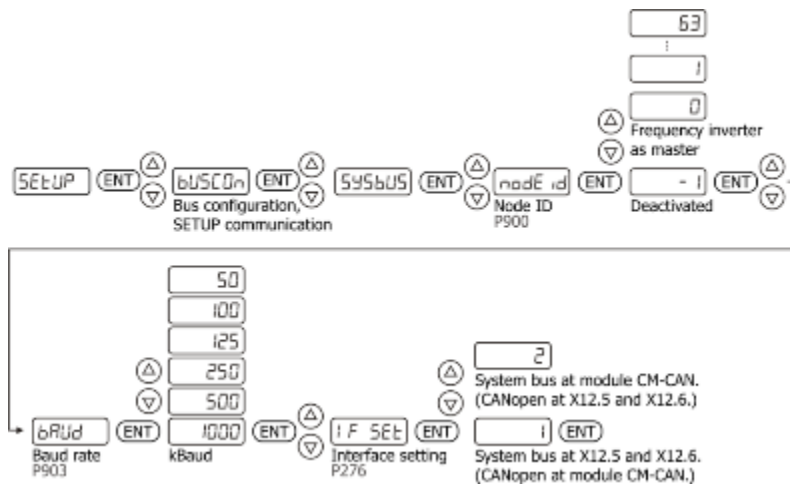 63
1
0
Frequency inverter
as master
SEtUP ENT bUSCOn ENT SYSbUS ENT nodE id ENT - 1 ENT
Bus configuration,
SETUP communication
Node ID
P900
Deactivated
50
100
125
250
500
1000
bAUd ENT
Baud rate
P903
kBaud
ENT
IF SEt ENT
Interface setting
P276
2
System bus at module CM-CAN.
(CANopen at X12.5 and X12.6.)
1 ENT
System bus at X12.5 and X12.6.
(CANopen at module CM-CAN.)